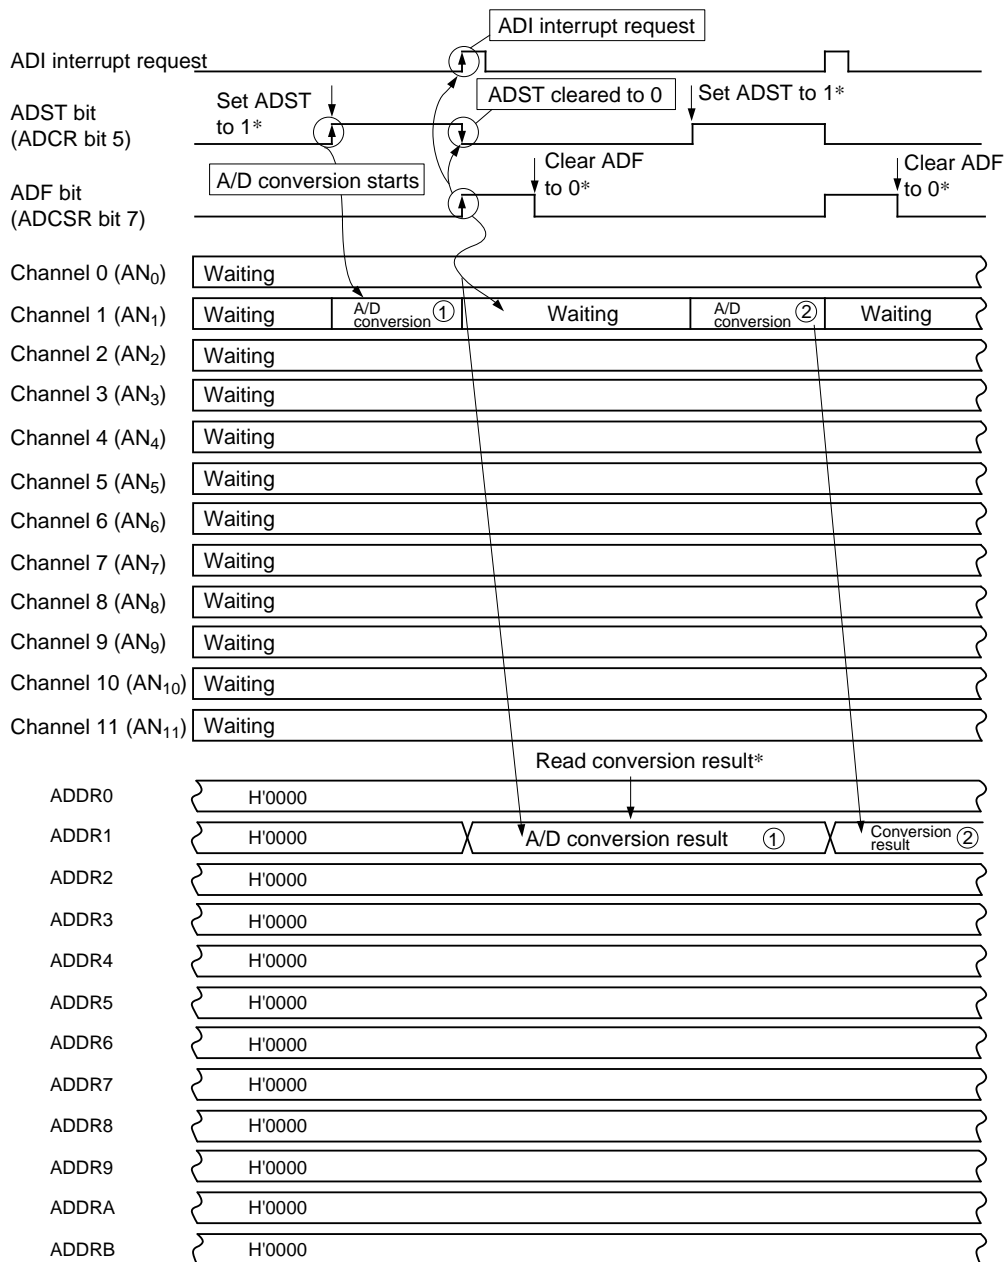 ADI interrupt request
ADI interrupt request
ADST bit
(ADCR bit 5)
Set ADST
to 1*
ADST cleared to 0
Set ADST to 1*
ADF bit
(ADCSR bit 7)
A/D conversion starts
Clear ADF
to 0*
Clear ADF
to 0*
Channel 0 (AN0) Waiting
Channel 1 (AN1) Waiting A/D conversion ① Waiting A/D conversion ② Waiting
Channel 2 (AN2) Waiting
Channel 3 (AN3) Waiting
Channel 4 (AN4) Waiting
Channel 5 (AN5) Waiting
Channel 6 (AN6) Waiting
Channel 7 (AN7) Waiting
Channel 8 (AN8) Waiting
Channel 9 (AN9) Waiting
Channel 10 (AN10) Waiting
Channel 11 (AN11) Waiting
Read conversion result*
ADDR0 H'0000
ADDR1 H'0000 A/D conversion result ① Conversion result ②
ADDR2 H'0000
ADDR3 H'0000
ADDR4 H'0000
ADDR5 H'0000
ADDR6 H'0000
ADDR7 H'0000
ADDR8 H'0000
ADDR9 H'0000
ADDRA H'0000
ADDRB H'0000